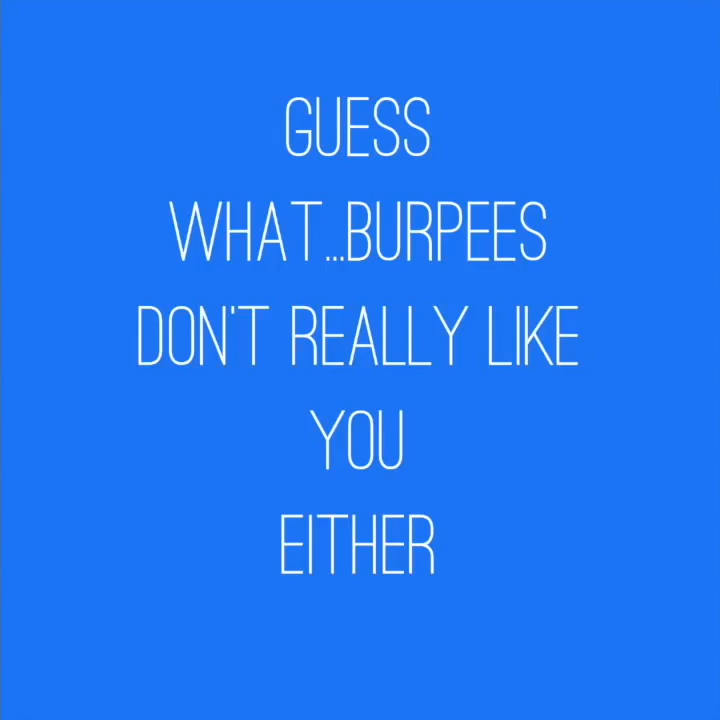 GUESS
WHAT...BURPEES
DON'T REALLY LIKE
YOU
EITHER